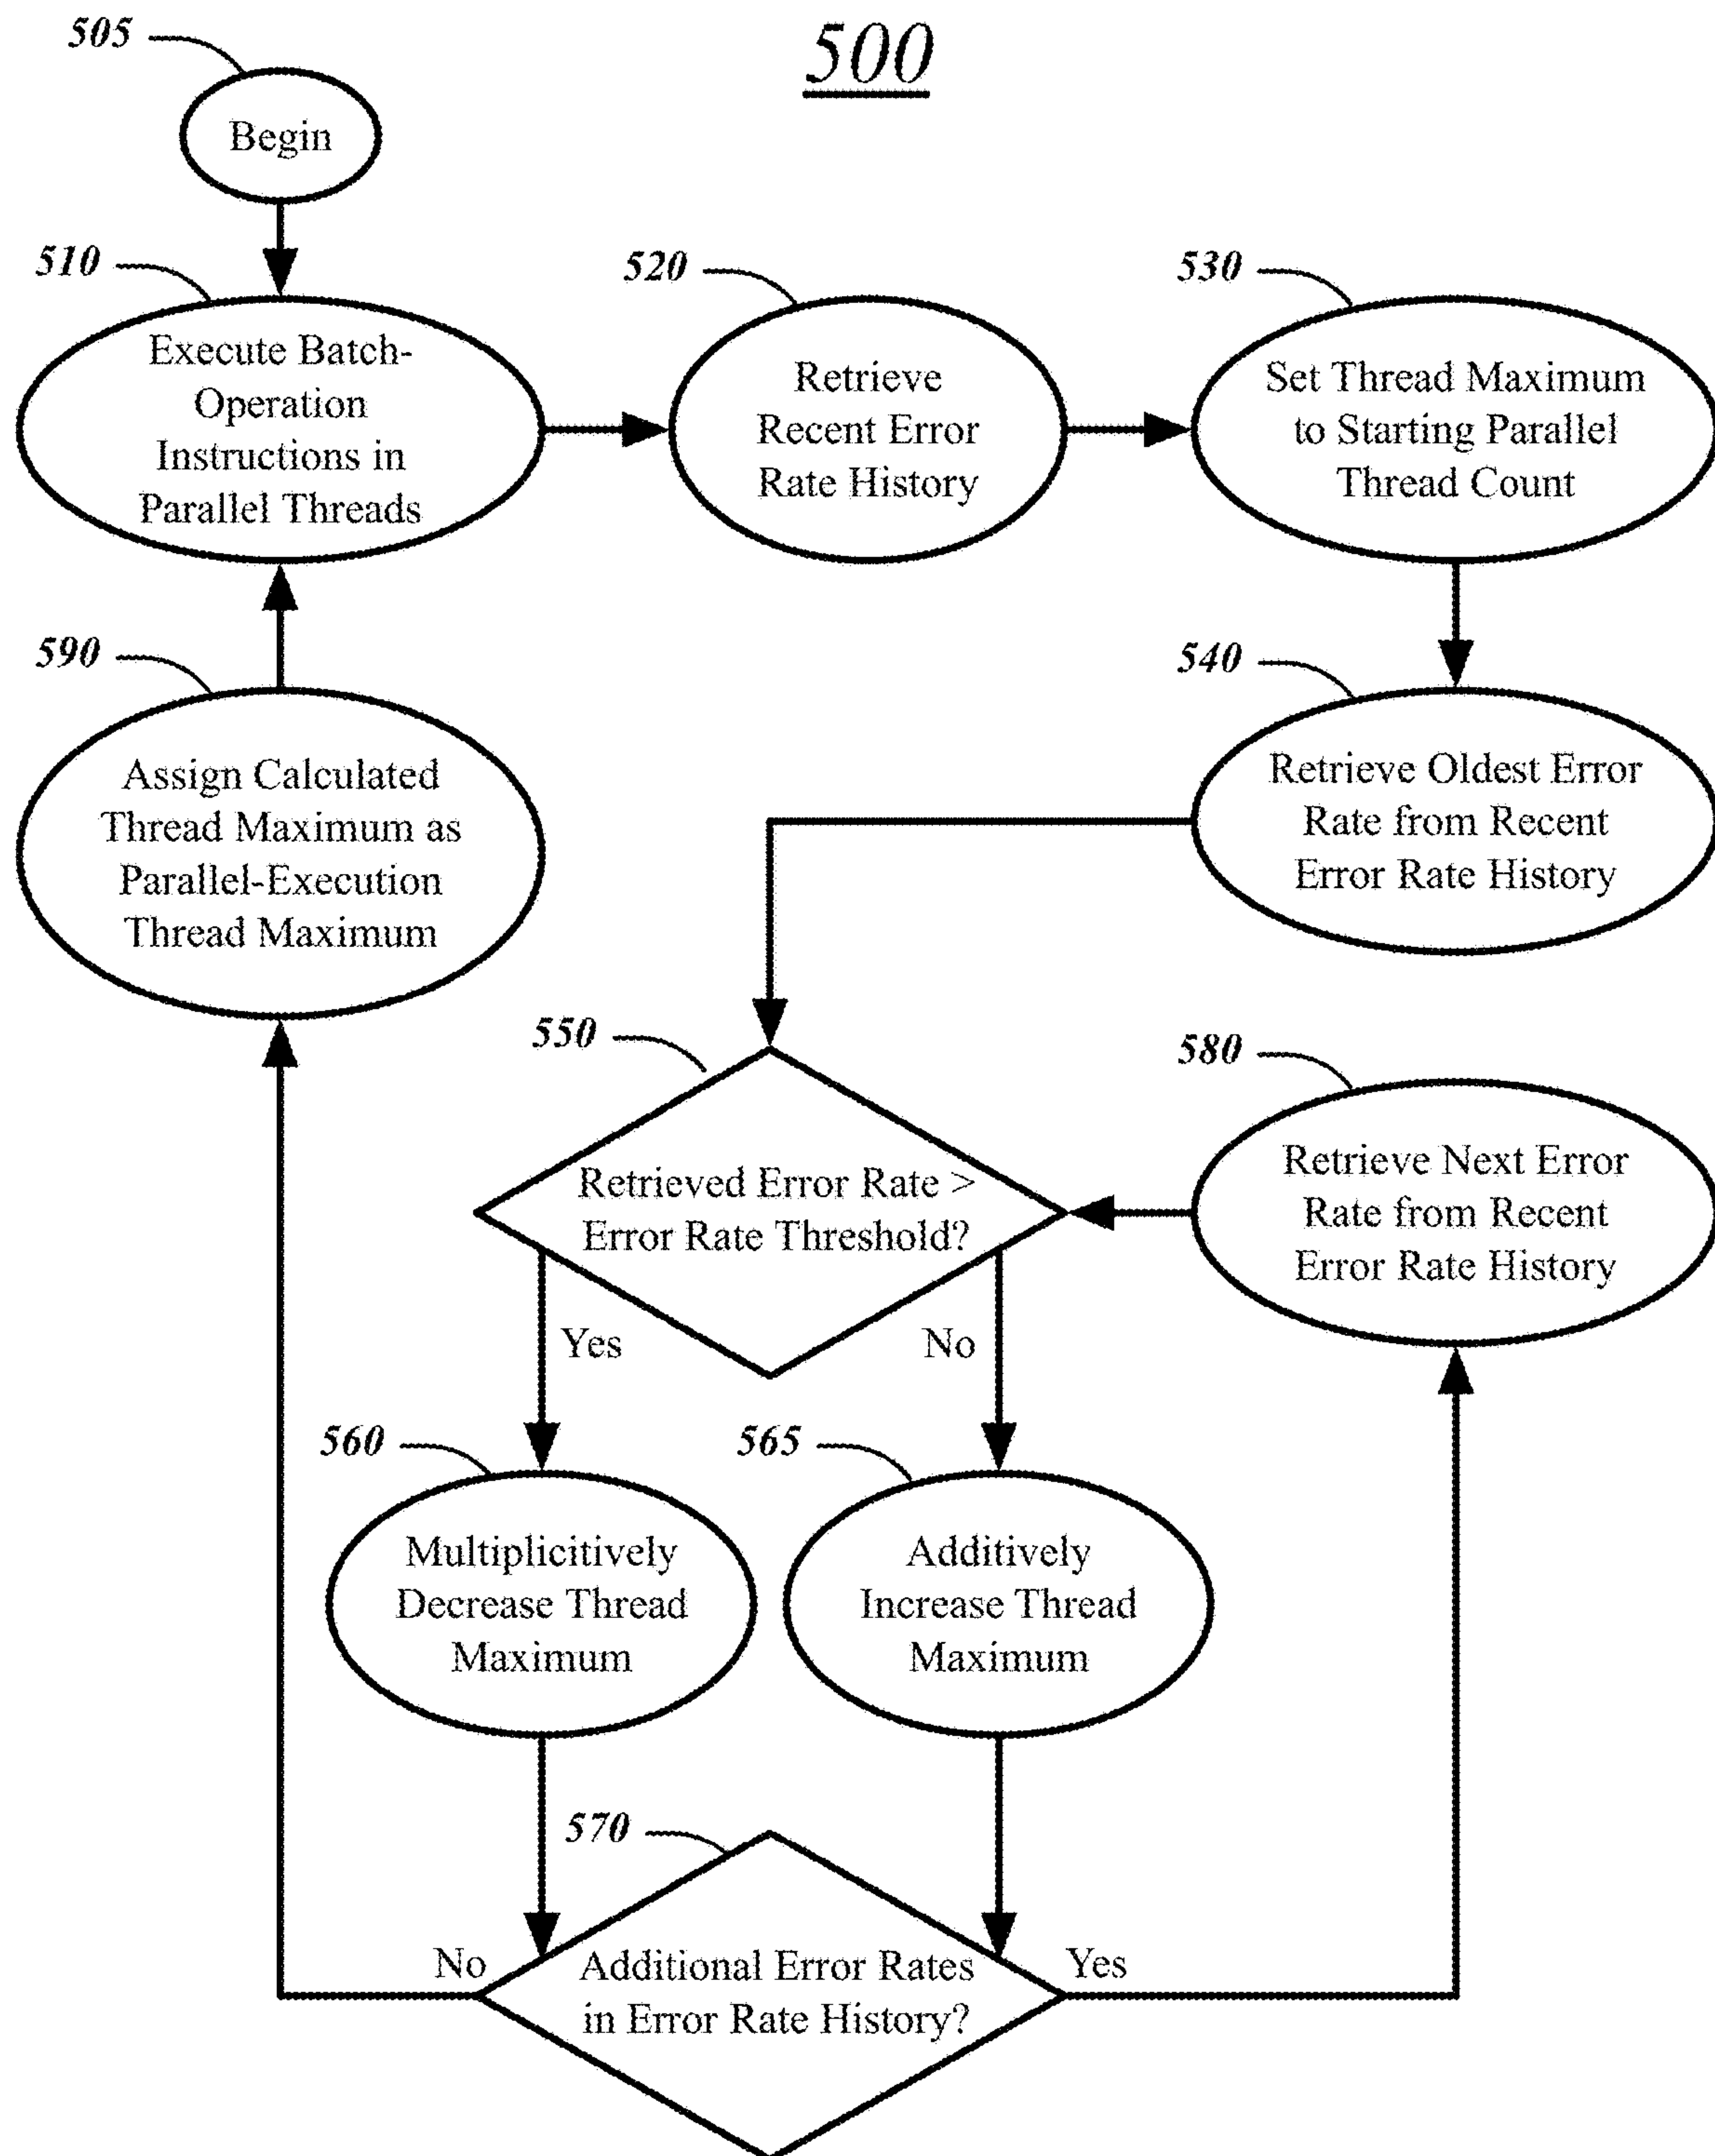 500
505
Begin
510
Execute Batch-
Operation
Instructions in
Parallel Threads
520
Retrieve
Recent Error
Rate History
530
Set Thread Maximum
to Starting Parallel
Thread Count
590
Assign Calculated
Thread Maximum as
Parallel-Execution
Thread Maximum
540
Retrieve Oldest Error
Rate from Recent
Error Rate History
550
Retrieved Error Rate >
Error Rate Threshold?
Yes
No
580
Retrieve Next Error
Rate from Recent
Error Rate History
560
Multiplicitively
Decrease Thread
Maximum
565
Additively
Increase Thread
Maximum
570
No
Additional Error Rates
in Error Rate History?
Yes